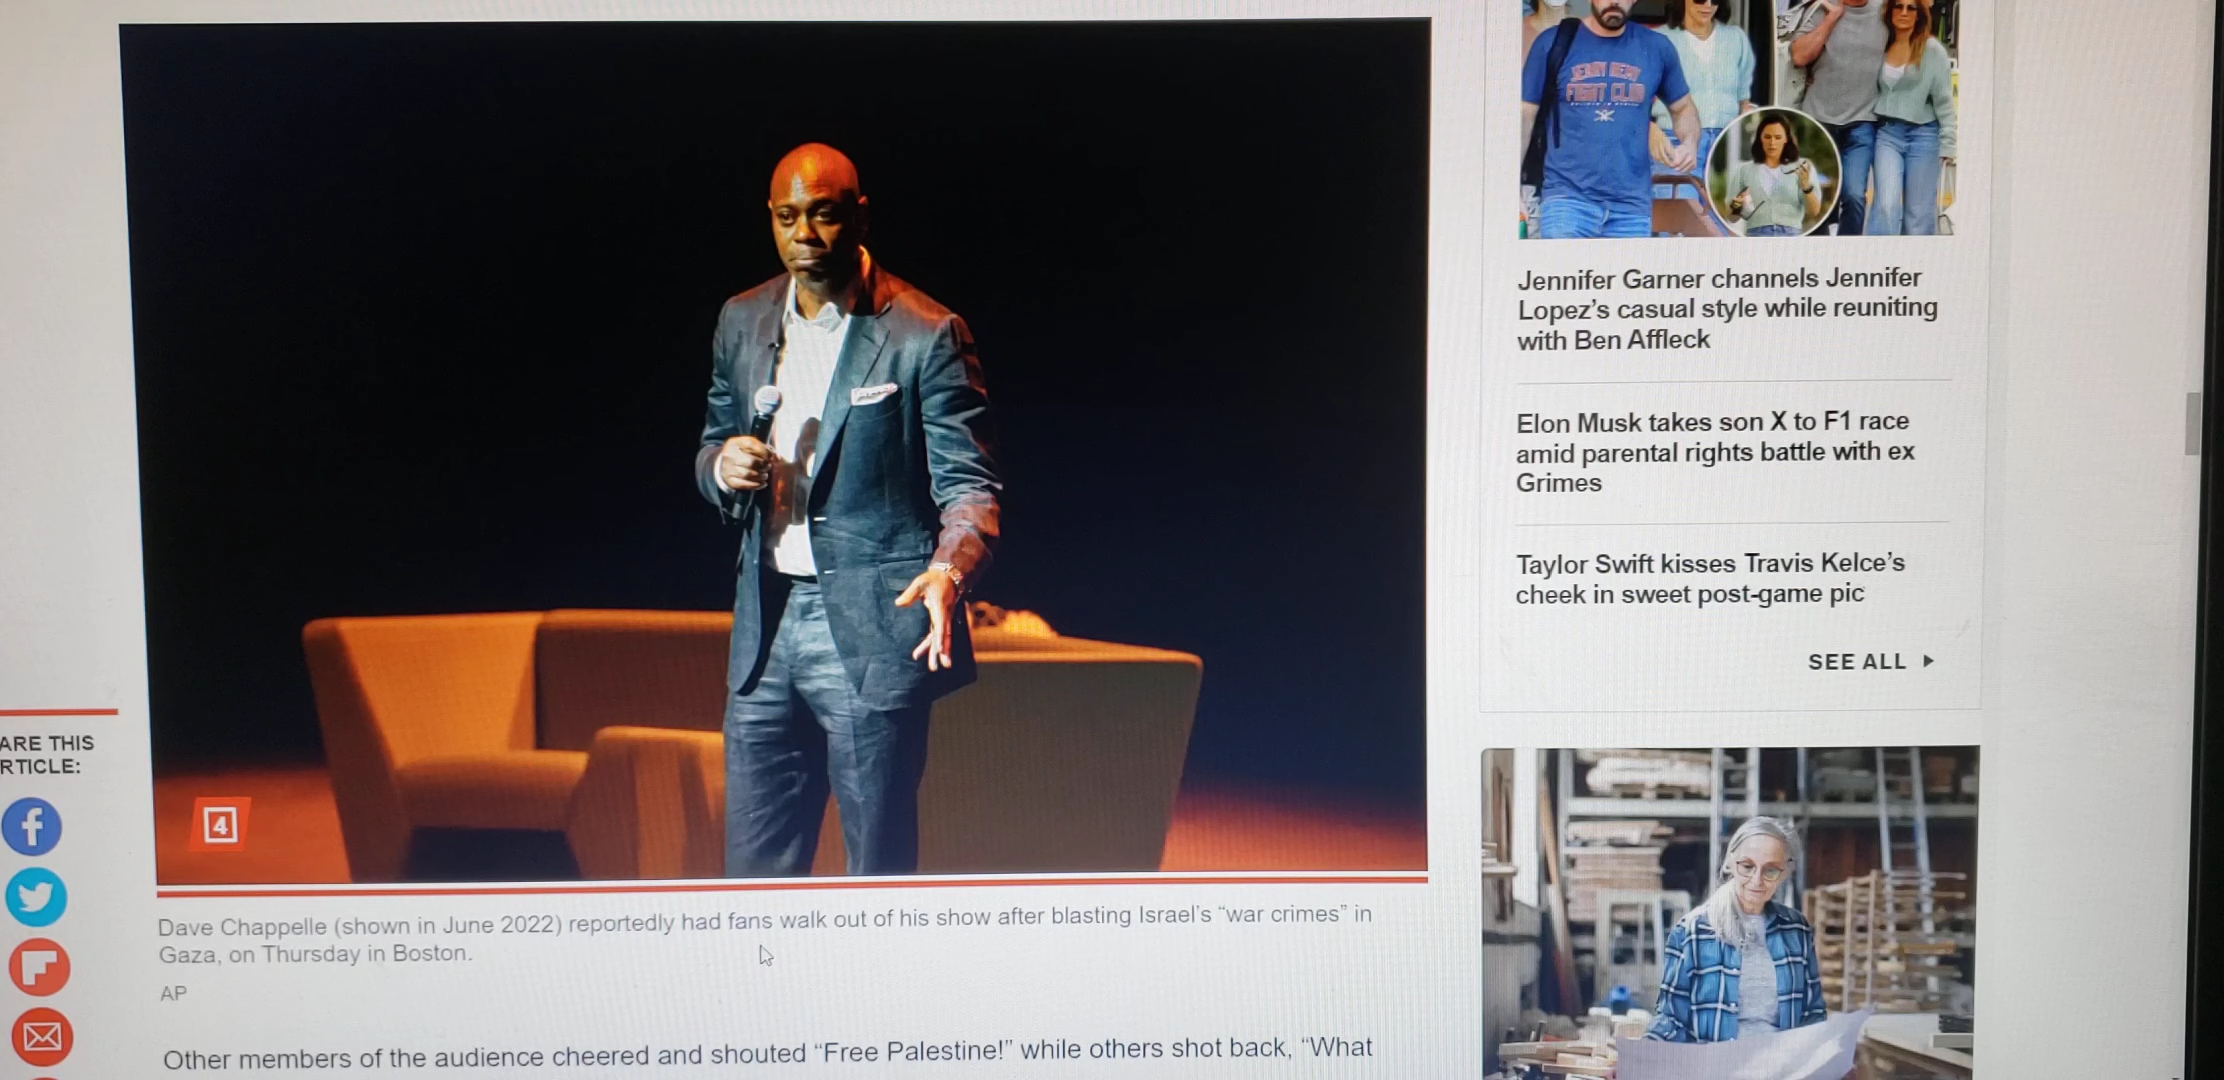 JENNY REMY
FIGHT CLUB
Jennifer Garner channels Jennifer
Lopez’s casual style while reuniting
with Ben Affleck
Elon Musk takes son X to F1 race
amid parental rights battle with ex
Grimes
Taylor Swift kisses Travis Kelce’s
cheek in sweet post-game pic
SEE ALL
ARE THIS
RTICLE:
4
Dave Chappelle (shown in June 2022) reportedly had fans walk out of his show after blasting Israel’s “war crimes” in
Gaza, on Thursday in Boston.
AP
Other members of the audience cheered and shouted “Free Palestine!” while others shot back, “What